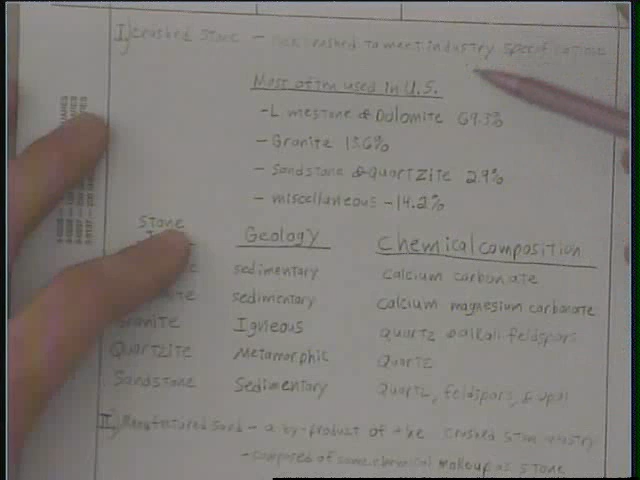 I) Crushed Stone - rock crushed to meet industry specifications
Most often used in U.S.
- Limestone & Dolomite 69.3%
- Granite 13.6%
- Sandstone & Quartzite 2.9%
- miscellaneous - 14.2%
Stone Geology Chemical composition
sedimentary calcium carbonate
sedimentary calcium magnesium carbonate
Granite Igneous quartz & alkali feldspars
Quartzite Metamorphic Quartz
Sandstone Sedimentary Quartz, feldspars, & opal
II) Manufactured Sand - a by-product of the crushed stone
- composed of same chemical makeup as stone